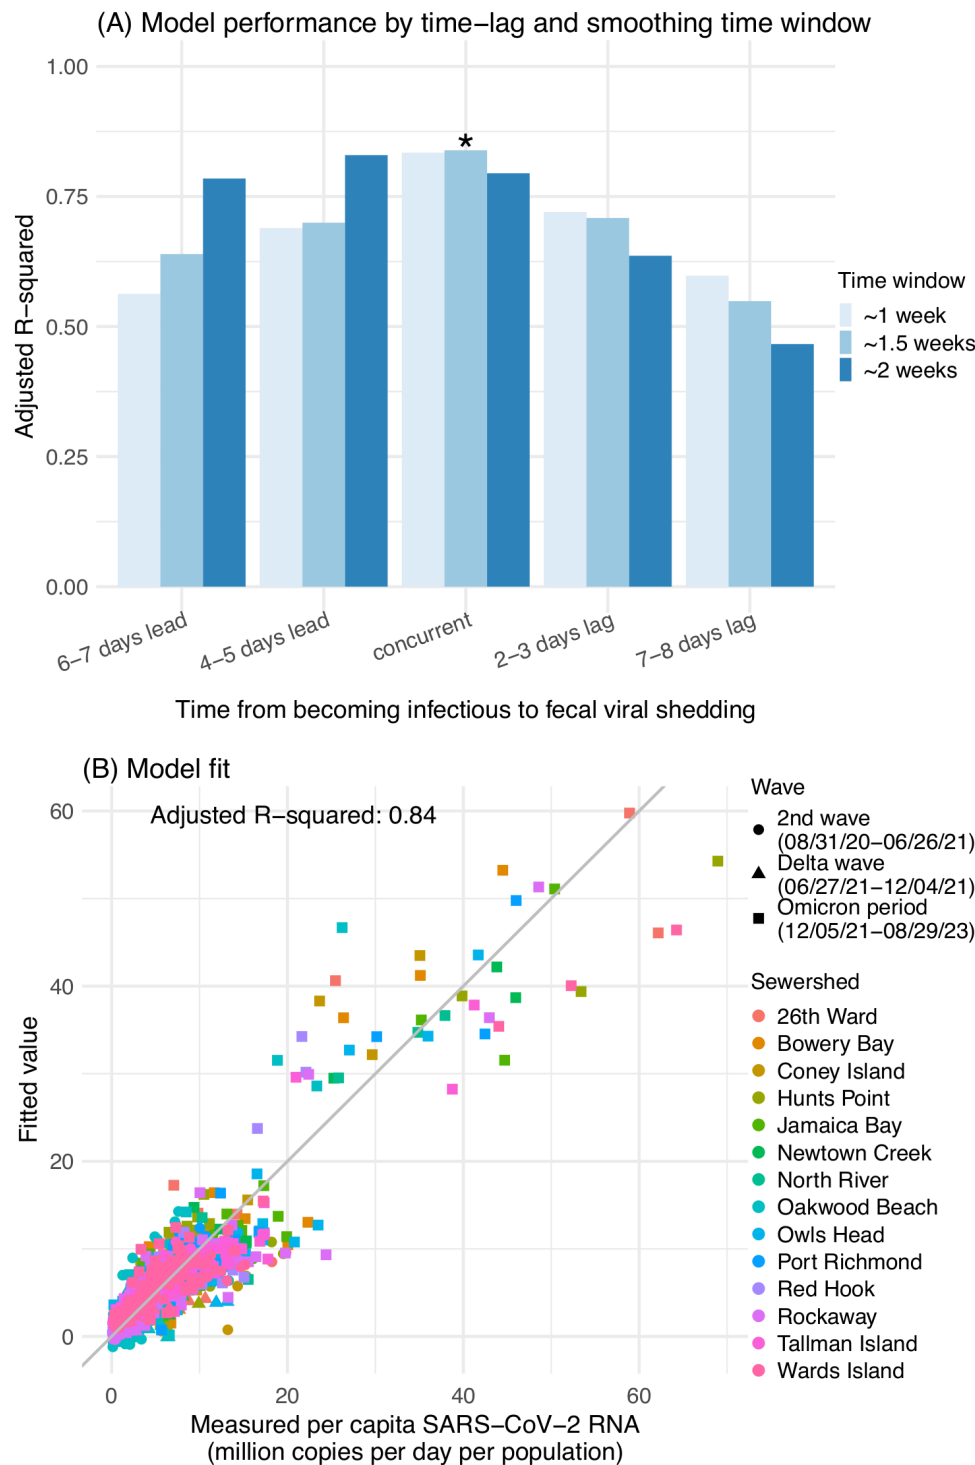 (A) Model performance by time−lag and smoothing time window
1.00
0.75
0.50
0.25
0.00
Adjusted R−squared
6−7 days lead
4−5 days lead
concurrent
2−3 days lag
7−8 days lag
*
Time from becoming infectious to fecal viral shedding
Time window
~1 week
~1.5 weeks
~2 weeks
(B) Model fit
Adjusted R−squared: 0.84
60
40
20
0
Fitted value
0
20
40
60
Measured per capita SARS−CoV−2 RNA
(million copies per day per population)
Wave
2nd wave
(08/31/20−06/26/21)
Delta wave
(06/27/21−12/04/21)
Omicron period
(12/05/21−08/29/23)
Sewershed
26th Ward
Bowery Bay
Coney Island
Hunts Point
Jamaica Bay
Newtown Creek
North River
Oakwood Beach
Owls Head
Port Richmond
Red Hook
Rockaway
Tallman Island
Wards Island